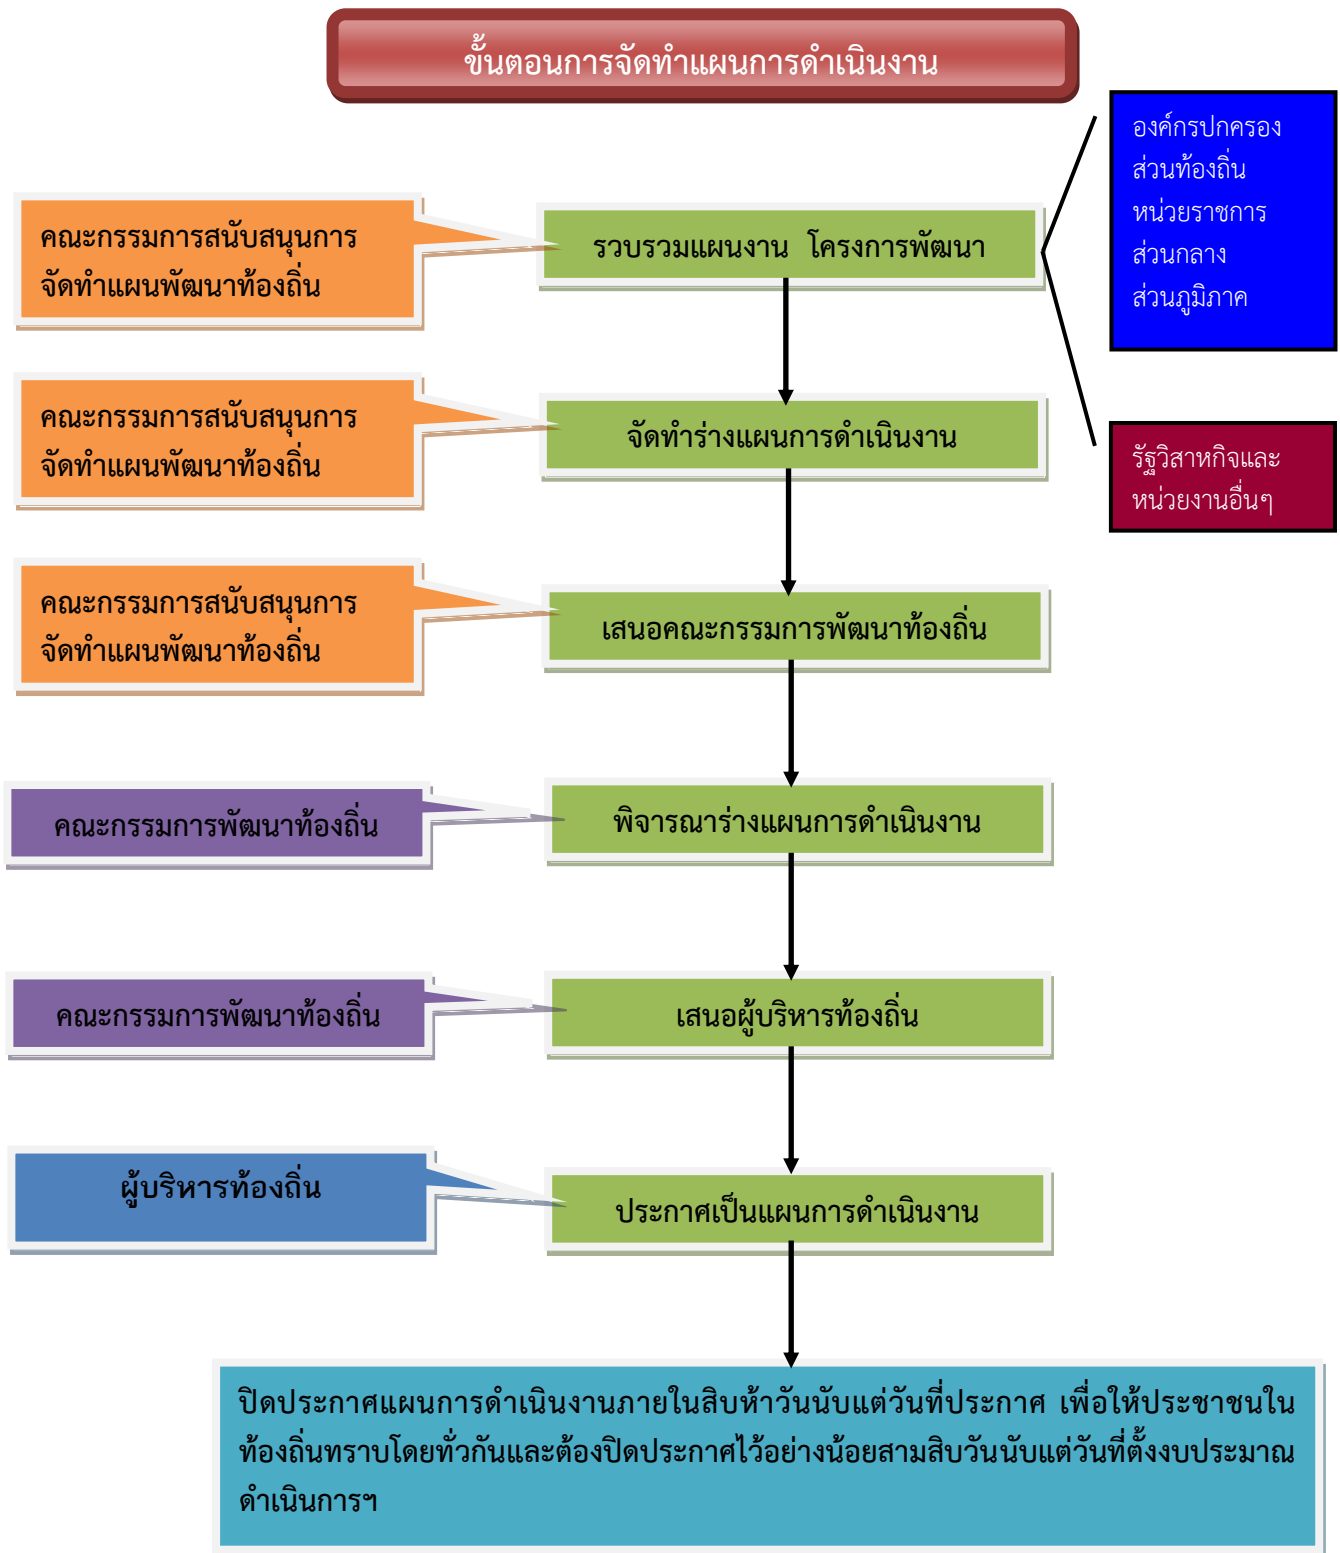 ขั้นตอนการจัดทำแผนการดำเนินงาน
องค์กรปกครอง
ส่วนท้องถิ่น
หน่วยราชการ
ส่วนกลาง
ส่วนภูมิภาค
คณะกรรมการสนับสนุนการ
จัดทำแผนพัฒนาท้องถิ่น
รวบรวมแผนงาน โครงการพัฒนา
คณะกรรมการสนับสนุนการ
จัดทำแผนพัฒนาท้องถิ่น
จัดทำร่างแผนการดำเนินงาน
รัฐวิสาหกิจและ
หน่วยงานอื่นๆ
คณะกรรมการสนับสนุนการ
จัดทำแผนพัฒนาท้องถิ่น
เสนอคณะกรรมการพัฒนาท้องถิ่น
คณะกรรมการพัฒนาท้องถิ่น
พิจารณาร่างแผนการดำเนินงาน
คณะกรรมการพัฒนาท้องถิ่น
เสนอผู้บริหารท้องถิ่น
ผู้บริหารท้องถิ่น
ประกาศเป็นแผนการดำเนินงาน
ปิดประกาศแผนการดำเนินงานภายในสิบห้าวันนับแต่วันที่ประกาศ เพื่อให้ประชาชนใน
ท้องถิ่นทราบโดยทั่วกันและต้องปิดประกาศไว้อย่างน้อยสามสิบวันนับแต่วันที่ตั้งงบประมาณ
ดำเนินการฯ